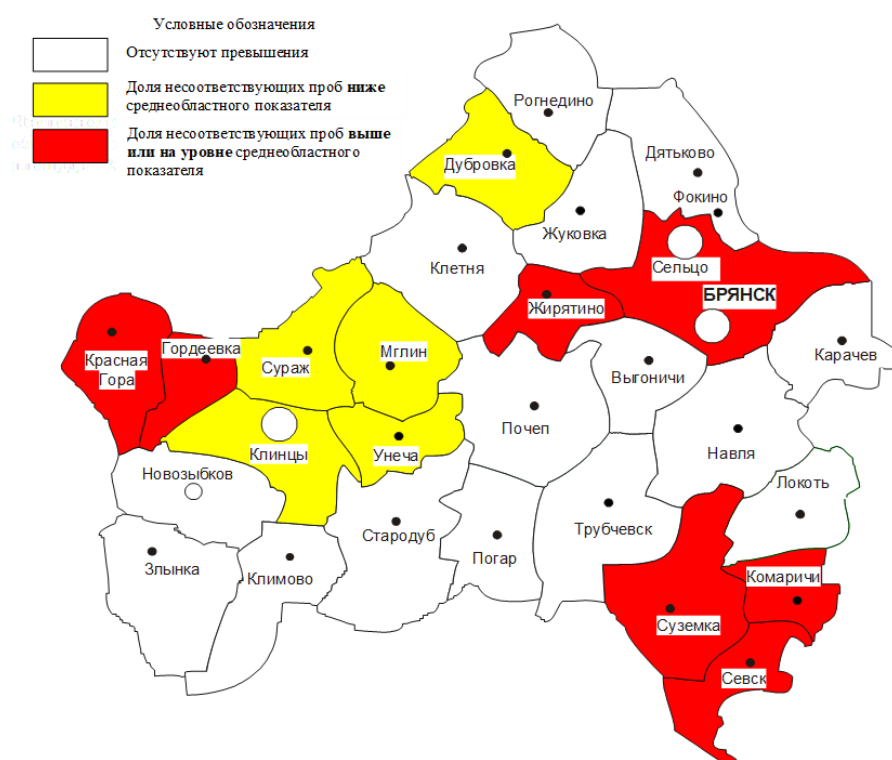 Условные обозначения
Отсутствуют превышения
Доля несоответствующих проб ниже
среднеобластного показателя
Доля несоответствующих проб выше
или на уровне среднеобластного
показателя
Рогнедино
Дубровка
Дятьково
Фокино
Жуковка
Клетня
Сельцо
БРЯНСК
Жирятино
Красная
Гора
Гордеевка
Сураж
Мглин
Выгоничи
Карачев
Почеп
Клинцы
Унеча
Навля
Новозыбков
Локоть
Стародуб
Погар
Трубчевск
Злынка
Климово
Комаричи
Суземка
Севск